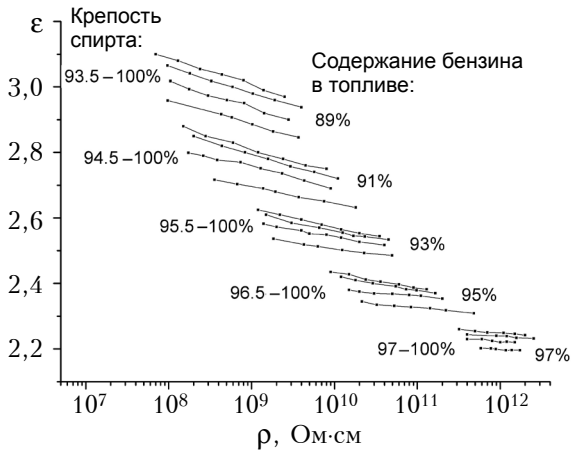 ε
Крепость
спирта:
Содержание бензина
в топливе:
3,0
93.5–100%
89%
2,8
94.5–100%
91%
2,6
95.5–100%
93%
2,4
96.5–100%
95%
2,2
97–100%
97%
10⁷ 10⁸ 10⁹ 10¹⁰ 10¹¹ 10¹²
ρ, Ом·см